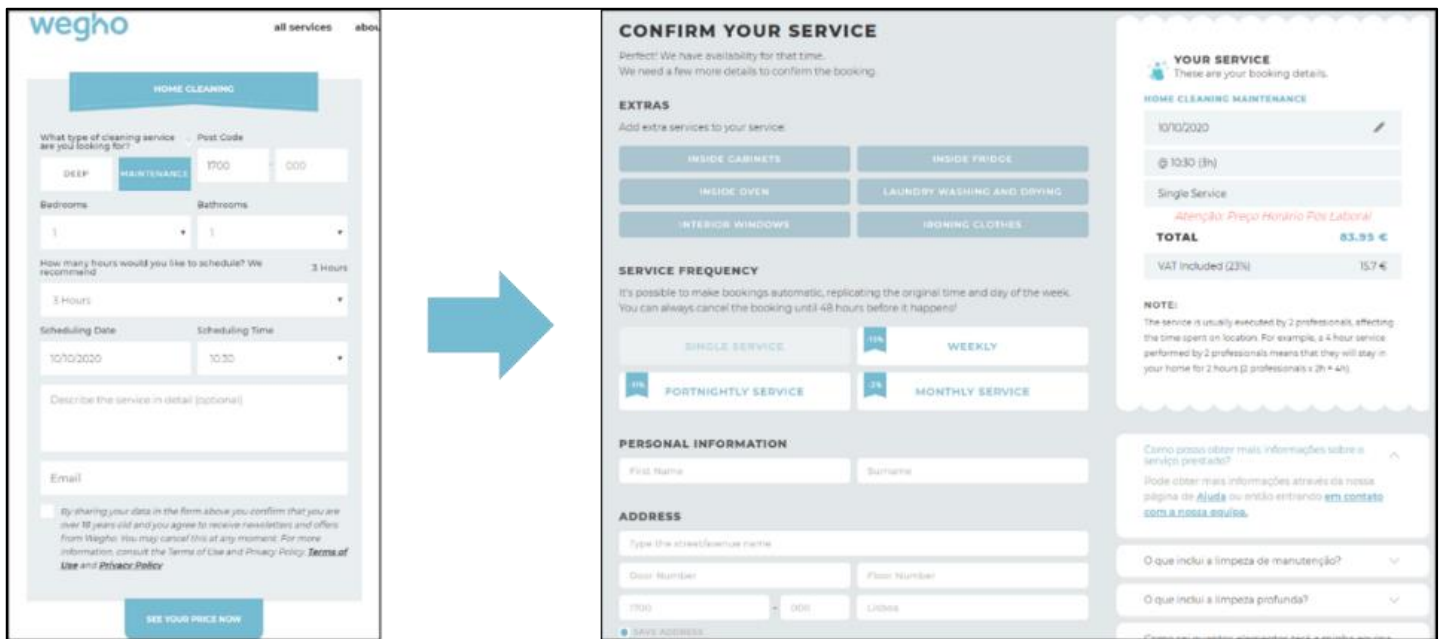 wegho
all services abou
HOME CLEANING
What type of cleaning service are you looking for?
Post Code
DEEP MAINTENANCE
1700 - 000
Bedrooms Bathrooms
1 1
How many hours would you like to schedule? We recommend
3 Hours
3 Hours
Scheduling Date Scheduling Time
10/10/2020 10:30
Describe the service in detail (optional)
Email
By sharing your data in the form above you confirm that you are
over 18 years old and you agree to receive newsletters and offers
from Wegho. You may cancel this at any moment. For more
information, consult the Terms of Use and Privacy Policy. Terms of
Use and Privacy Policy
SEE YOUR PRICE NOW
CONFIRM YOUR SERVICE
Perfect! We have availability for that time.
We need a few more details to confirm the booking.
EXTRAS
Add extra services to your service:
INSIDE CABINETS INSIDE FRIDGE
INSIDE OVEN LAUNDRY WASHING AND DRYING
INTERIOR WINDOWS IRONING CLOTHES
SERVICE FREQUENCY
It's possible to make bookings automatic, replicating the original time and day of the week.
You can always cancel the booking until 48 hours before it happens!
SINGLE SERVICE WEEKLY
FORTNIGHTLY SERVICE -2% MONTHLY SERVICE
PERSONAL INFORMATION
First Name Surname
ADDRESS
Type the street/avenue name
Door Number Floor Number
1700 - 000 Lisboa
SAVE ADDRESS
YOUR SERVICE
These are your booking details.
HOME CLEANING MAINTENANCE
10/10/2020
@ 10:30 (3h)
Single Service
Atenção: Preço Horário Pós Laboral
TOTAL 83.95 €
VAT Included (23%) 15.7 €
NOTE:
The service is usually executed by 2 professionals, affecting
the time spent on location. For example, a 4 hour service
performed by 2 professionals means that they will stay in
your home for 2 hours (2 professionals x 2h = 4h).
Como posso obter mais informações sobre o
serviço prestado?
Pode obter mais informações através da nossa
página de Ajuda ou então entrando em contato
com a nossa equipa.
O que inclui a limpeza de manutenção?
O que inclui a limpeza profunda?